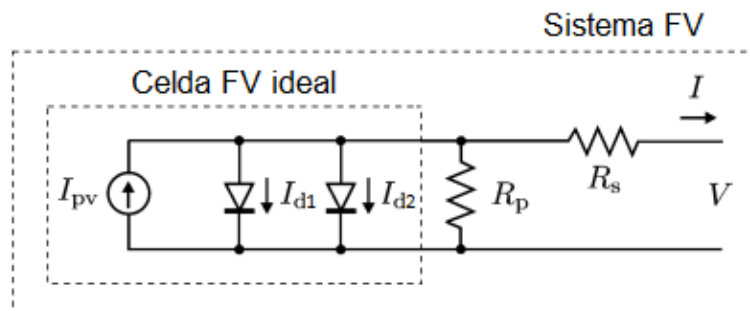 Sistema FV
Celda FV ideal
I
I_pv
I_d1
I_d2
R_p
R_s
V